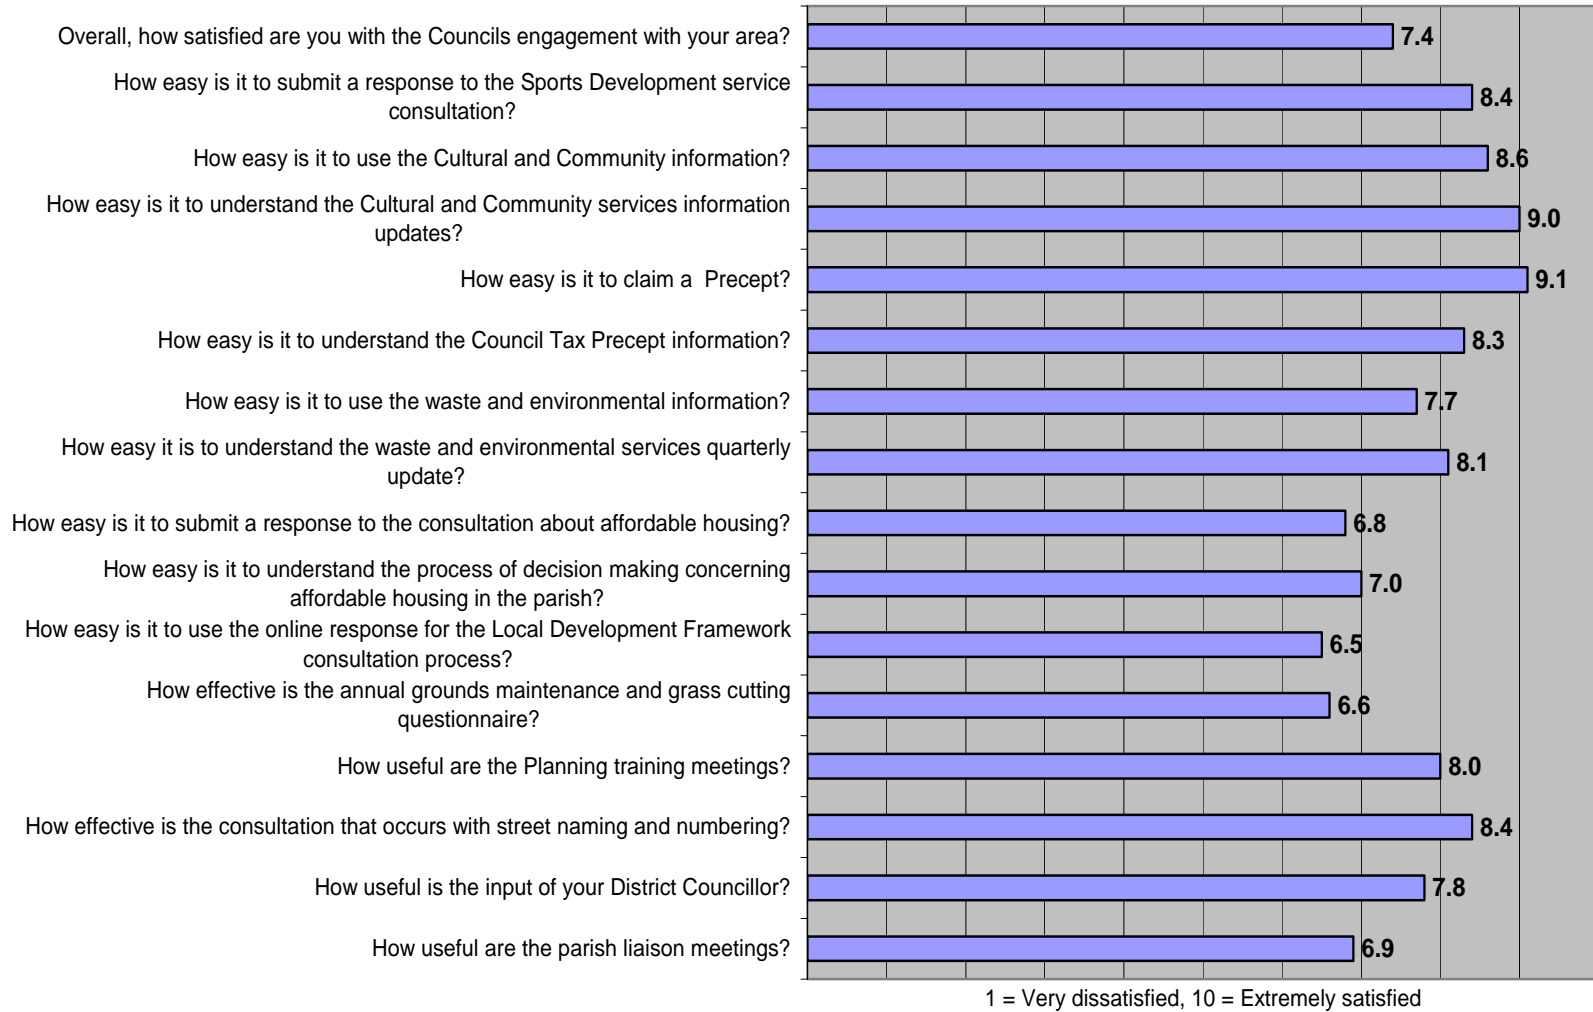 Overall, how satisfied are you with the Councils engagement with your area?
7.4
How easy is it to submit a response to the Sports Development service
consultation?
8.4
How easy is it to use the Cultural and Community information?
8.6
How easy is it to understand the Cultural and Community services information
updates?
9.0
How easy is it to claim a  Precept?
9.1
How easy is it to understand the Council Tax Precept information?
8.3
How easy is it to use the waste and environmental information?
7.7
How easy it is to understand the waste and environmental services quarterly
update?
8.1
How easy is it to submit a response to the consultation about affordable housing?
6.8
How easy is it to understand the process of decision making concerning
affordable housing in the parish?
7.0
How easy is it to use the online response for the Local Development Framework
consultation process?
6.5
How effective is the annual grounds maintenance and grass cutting
questionnaire?
6.6
How useful are the Planning training meetings?
8.0
How effective is the consultation that occurs with street naming and numbering?
8.4
How useful is the input of your District Councillor?
7.8
How useful are the parish liaison meetings?
6.9
1 = Very dissatisfied, 10 = Extremely satisfied